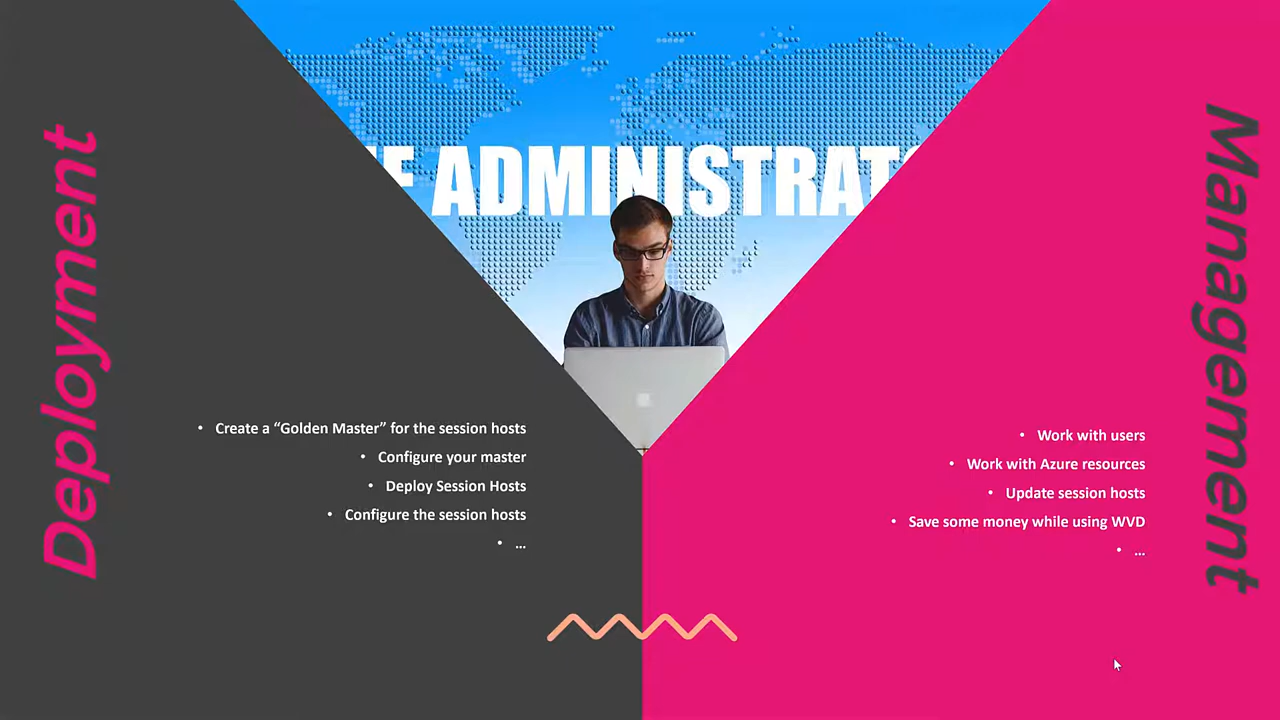 ADMINISTRAT
Deployment
• Create a “Golden Master” for the session hosts
• Configure your master
• Deploy Session Hosts
• Configure the session hosts
• ...
Management
• Work with users
• Work with Azure resources
• Update session hosts
• Save some money while using WVD
• ...